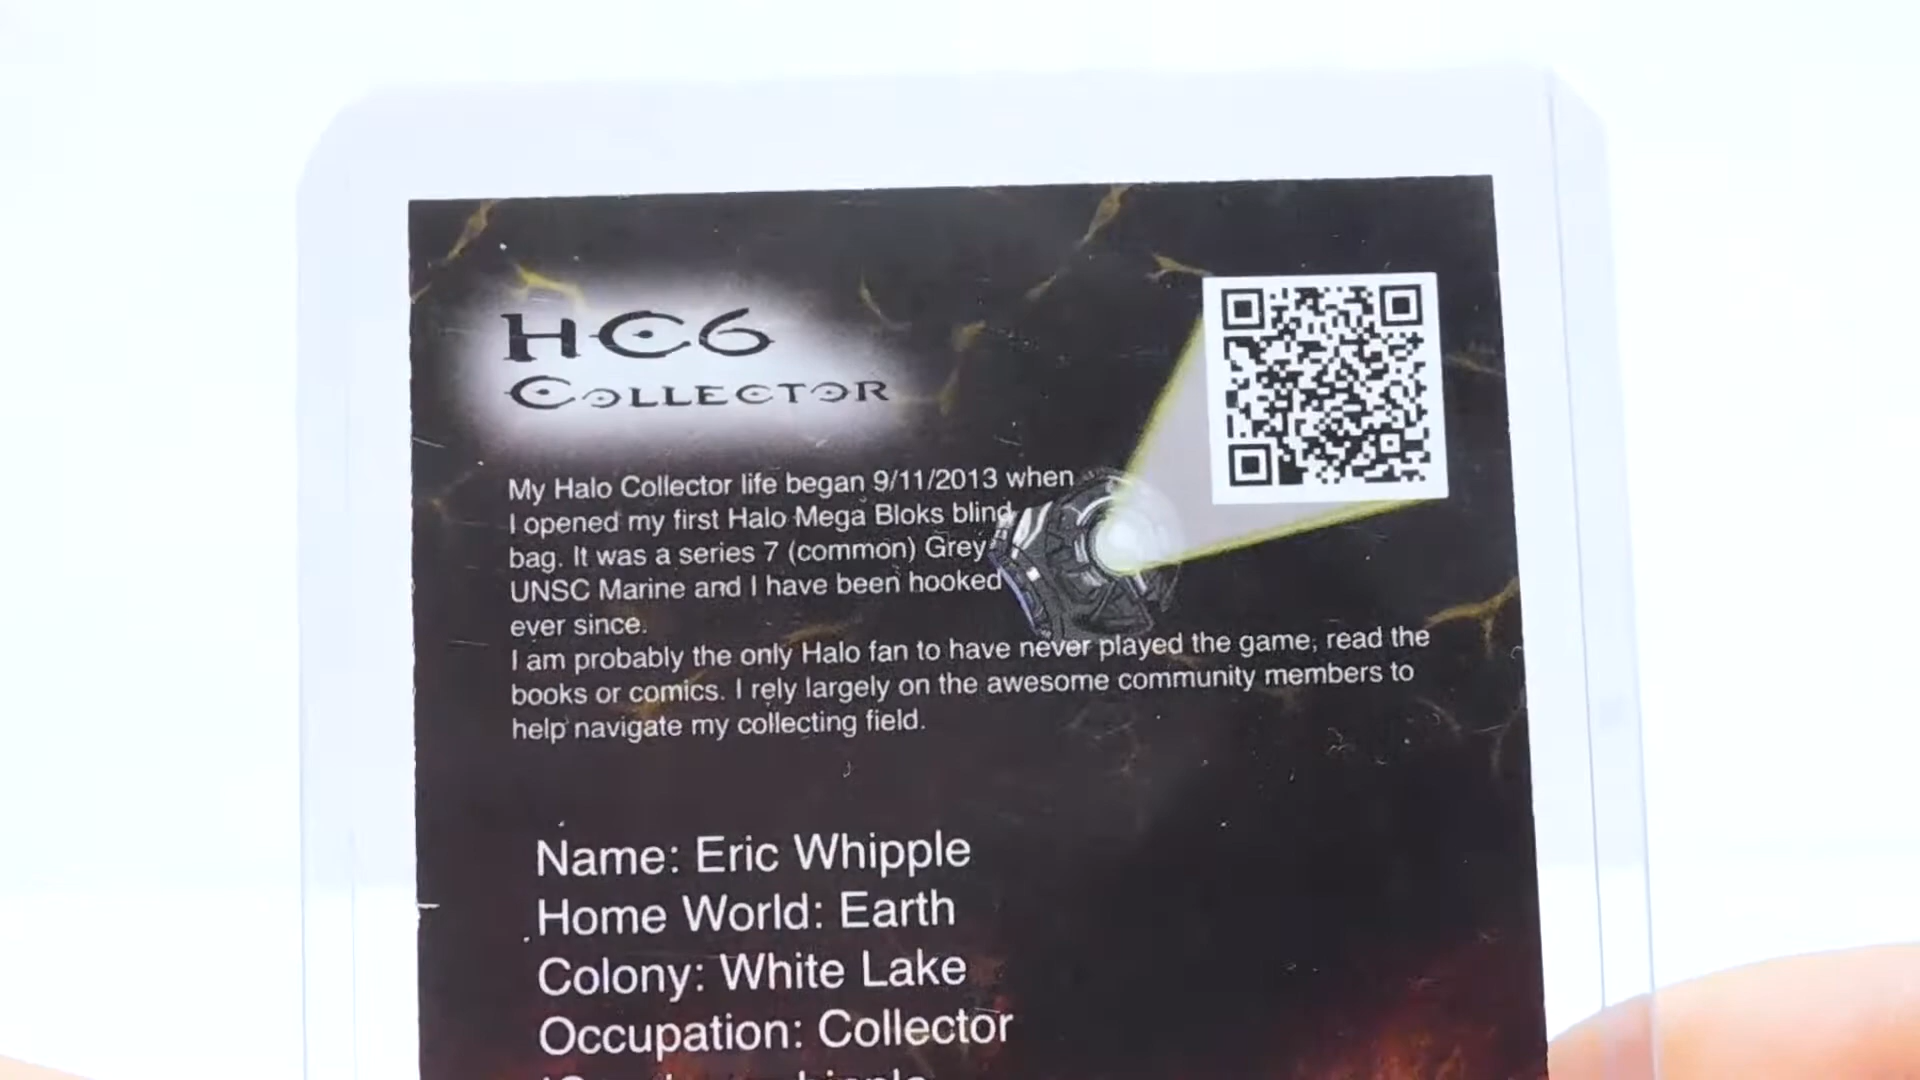 HC6
COLLECTOR
My Halo Collector life began 9/11/2013 when
I opened my first Halo Mega Bloks blind
bag. It was a series 7 (common) Grey
UNSC Marine and I have been hooked
ever since.
I am probably the only Halo fan to have never played the game, read the
books or comics. I rely largely on the awesome community members to
help navigate my collecting field.
Name: Eric Whipple
Home World: Earth
Colony: White Lake
Occupation: Collector